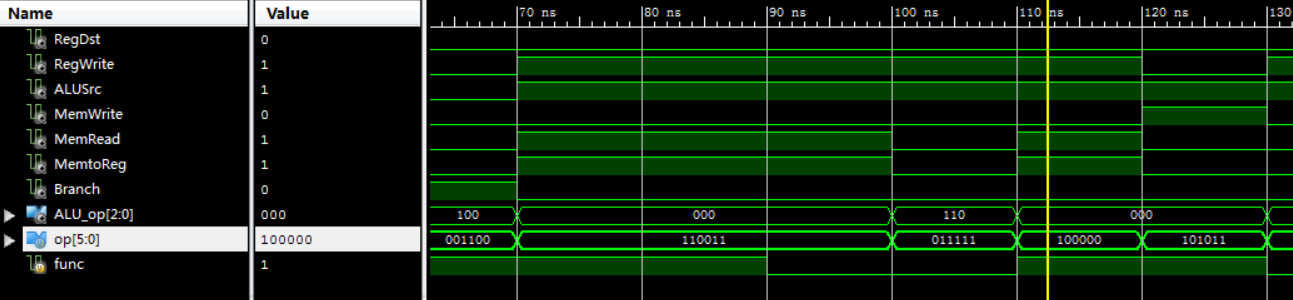 Name Value 70 ns 80 ns 90 ns 100 ns 110 ns 120 ns 130
RegDst 0
RegWrite 1
ALUSrc 1
MemWrite 0
MemRead 1
MemtoReg 1
Branch 0
ALU_op[2:0] 000 100 000 110 000
op[5:0] 100000 001100 110011 011111 100000 101011
func 1